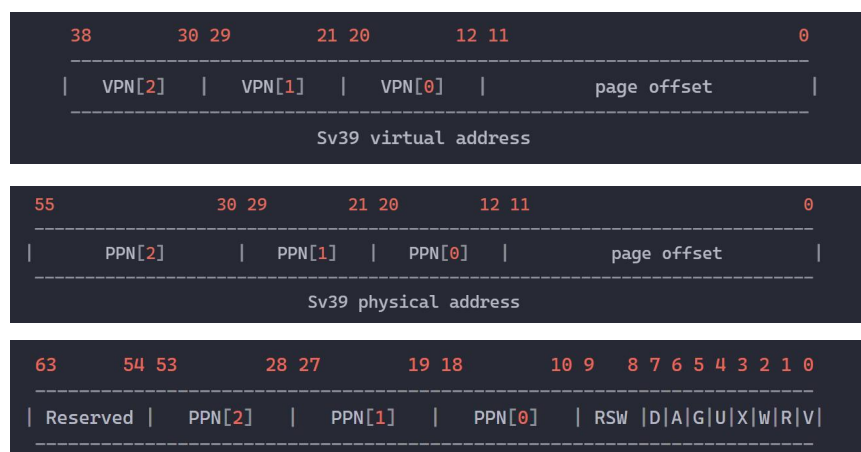 38 30 29 21 20 12 11 0
| VPN[2] | VPN[1] | VPN[0] | page offset |
Sv39 virtual address
55 30 29 21 20 12 11 0
| PPN[2] | PPN[1] | PPN[0] | page offset |
Sv39 physical address
63 54 53 28 27 19 18 10 9 8 7 6 5 4 3 2 1 0
| Reserved | PPN[2] | PPN[1] | PPN[0] | RSW |D|A|G|U|X|W|R|V|